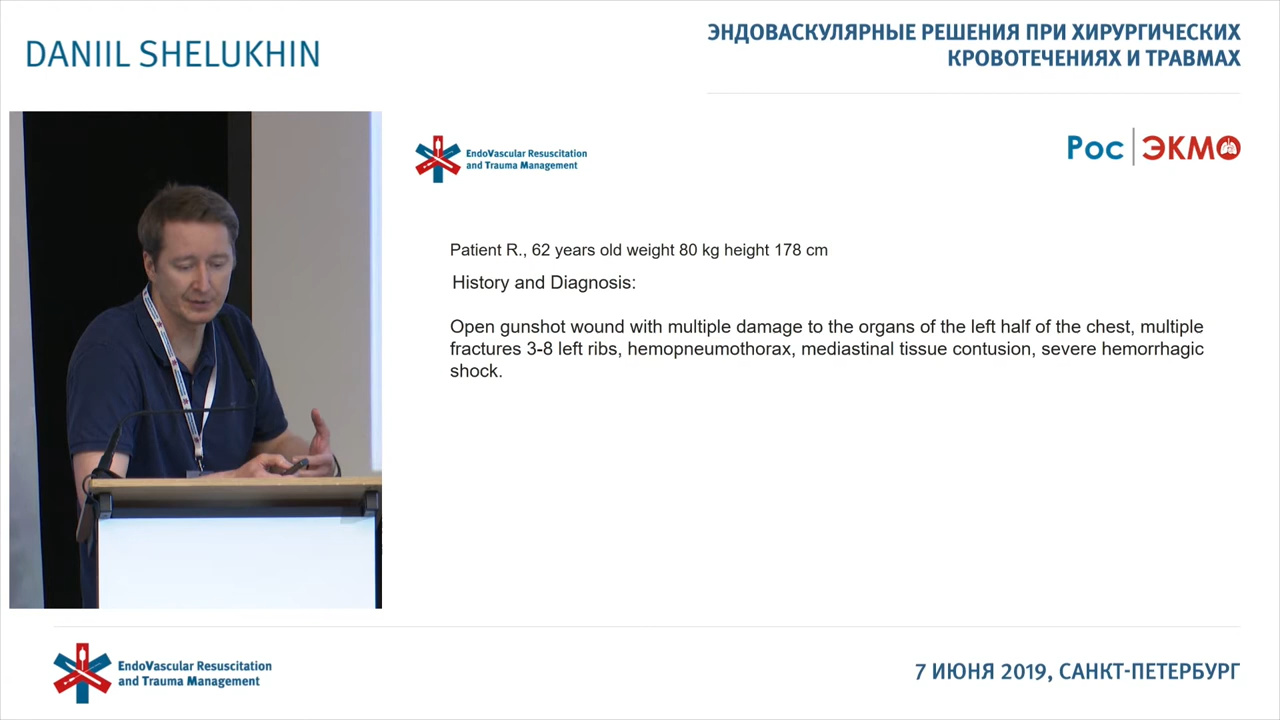 DANIIL SHELUKHIN
ЭНДОВАСКУЛЯРНЫЕ РЕШЕНИЯ ПРИ ХИРУРГИЧЕСКИХ
КРОВОТЕЧЕНИЯХ И ТРАВМАХ
EndoVascular Resuscitation
and Trauma Management
Рос ЭКМО
Patient R., 62 years old weight 80 kg height 178 cm
History and Diagnosis:
Open gunshot wound with multiple damage to the organs of the left half of the chest, multiple
fractures 3-8 left ribs, hemopneumothorax, mediastinal tissue contusion, severe hemorrhagic
shock.
EndoVascular Resuscitation
and Trauma Management
7 ИЮНЯ 2019, САНКТ-ПЕТЕРБУРГ